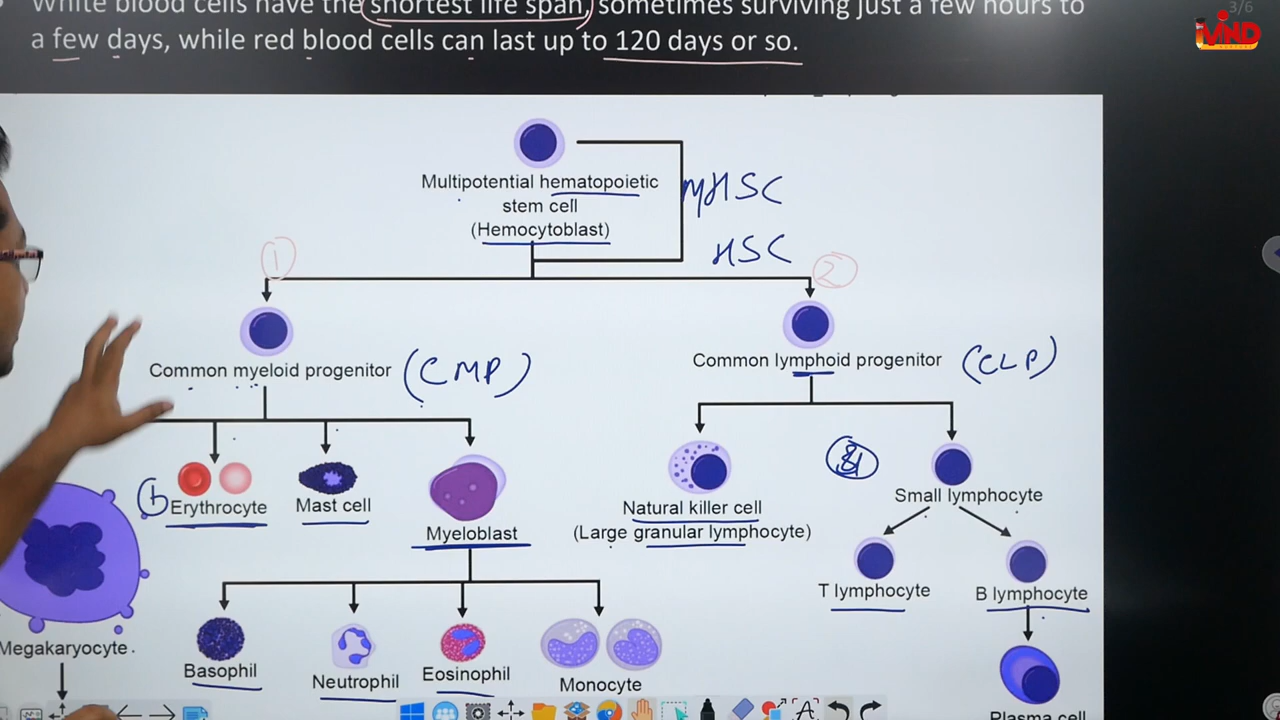 White blood cells have the shortest life span, sometimes surviving just a few hours to
a few days, while red blood cells can last up to 120 days or so.
3/6
MIND
Multipotential hematopoietic
stem cell
(Hemocytoblast)
MHSC
HSC
1
2
Common myeloid progenitor (CMP)
Common lymphoid progenitor (CLP)
Erythrocyte
Mast cell
Myeloblast
Natural killer cell
(Large granular lymphocyte)
Small lymphocyte
T lymphocyte
B lymphocyte
Megakaryocyte
Basophil
Neutrophil
Eosinophil
Monocyte
Plasma cell